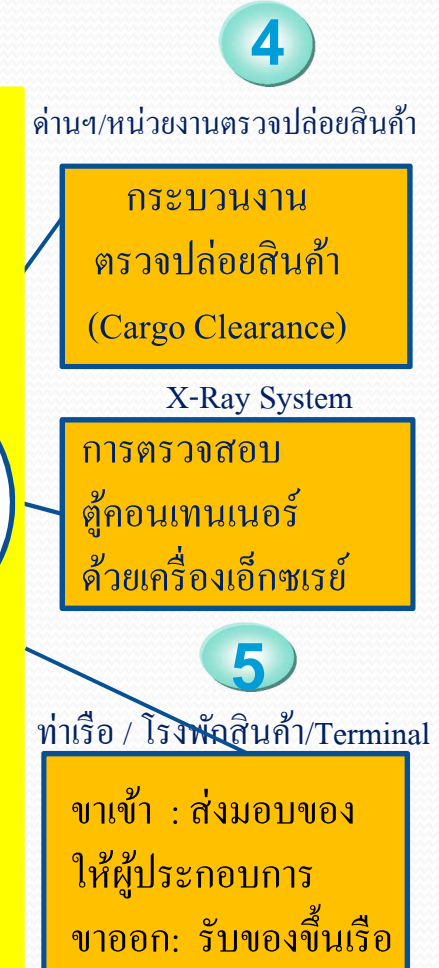 4
ด่านฯ/หน่วยงานตรวจปล่อยสินค้า
กระบวนงาน
ตรวจปล่อยสินค้า
(Cargo Clearance)
X-Ray System
การตรวจสอบ
ตู้คอนเทนเนอร์
ด้วยเครื่องเอ็กซเรย์
5
ท่าเรือ / โรงพักสินค้า/Terminal
ขาเข้า : ส่งมอบของ
ให้ผู้ประกอบการ
ขาออก: รับของขึ้นเรือ